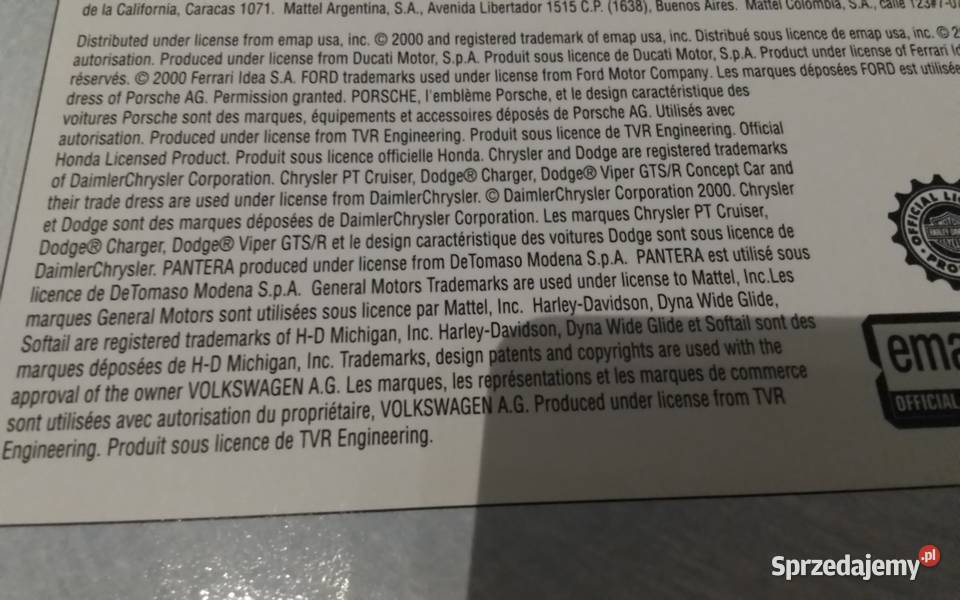 de la California, Caracas 1071. Mattel Argentina, S.A., Avenida Libertador 1515 C.P. (1638), Buenos Aires. Mattel Colombia, S.A., calle 123#7-07
Distributed under license from emap usa, inc. © 2000 and registered trademark of emap usa, inc. Distribué sous licence de emap usa, inc. © 2
autorisation. Produced under license from Ducati Motor, S.p.A. Produit sous licence de Ducati Motor, S.p.A. Product under license of Ferrari Id
réservés. © 2000 Ferrari Idea S.A. FORD trademarks used under license from Ford Motor Company. Les marques déposées FORD est utilisée
dress of Porsche AG. Permission granted. PORSCHE, l'emblème Porsche, et le design caractéristique des
voitures Porsche sont des marques, équipements et accessoires déposés de Porsche AG. Utilisés avec
autorisation. Produced under license from TVR Engineering. Produit sous licence de TVR Engineering. Official
Honda Licensed Product. Produit sous licence officielle Honda. Chrysler and Dodge are registered trademarks
of DaimlerChrysler Corporation. Chrysler PT Cruiser, Dodge® Charger, Dodge® Viper GTS/R Concept Car and
their trade dress are used under license from DaimlerChrysler. © DaimlerChrysler Corporation 2000. Chrysler
et Dodge sont des marques déposées de DaimlerChrysler Corporation. Les marques Chrysler PT Cruiser,
Dodge® Charger, Dodge® Viper GTS/R et le design caractéristique des voitures Dodge sont sous licence de
DaimlerChrysler. PANTERA produced under license from DeTomaso Modena S.p.A. PANTERA est utilisé sous
licence de DeTomaso Modena S.p.A. General Motors Trademarks are used under license to Mattel, Inc.Les
marques General Motors sont utilisées sous licence par Mattel, Inc. Harley-Davidson, Dyna Wide Glide,
Softail are registered trademarks of H-D Michigan, Inc. Harley-Davidson, Dyna Wide Glide et Softail sont des
marques déposées de H-D Michigan, Inc. Trademarks, design patents and copyrights are used with the
approval of the owner VOLKSWAGEN A.G. Les marques, les représentations et les marques de commerce
sont utilisées avec autorisation du propriétaire, VOLKSWAGEN A.G. Produced under license from TVR
Engineering. Produit sous licence de TVR Engineering.
OFFICIAL LI
PRO
ema
OFFICIAL
Sprzedajemy.pl